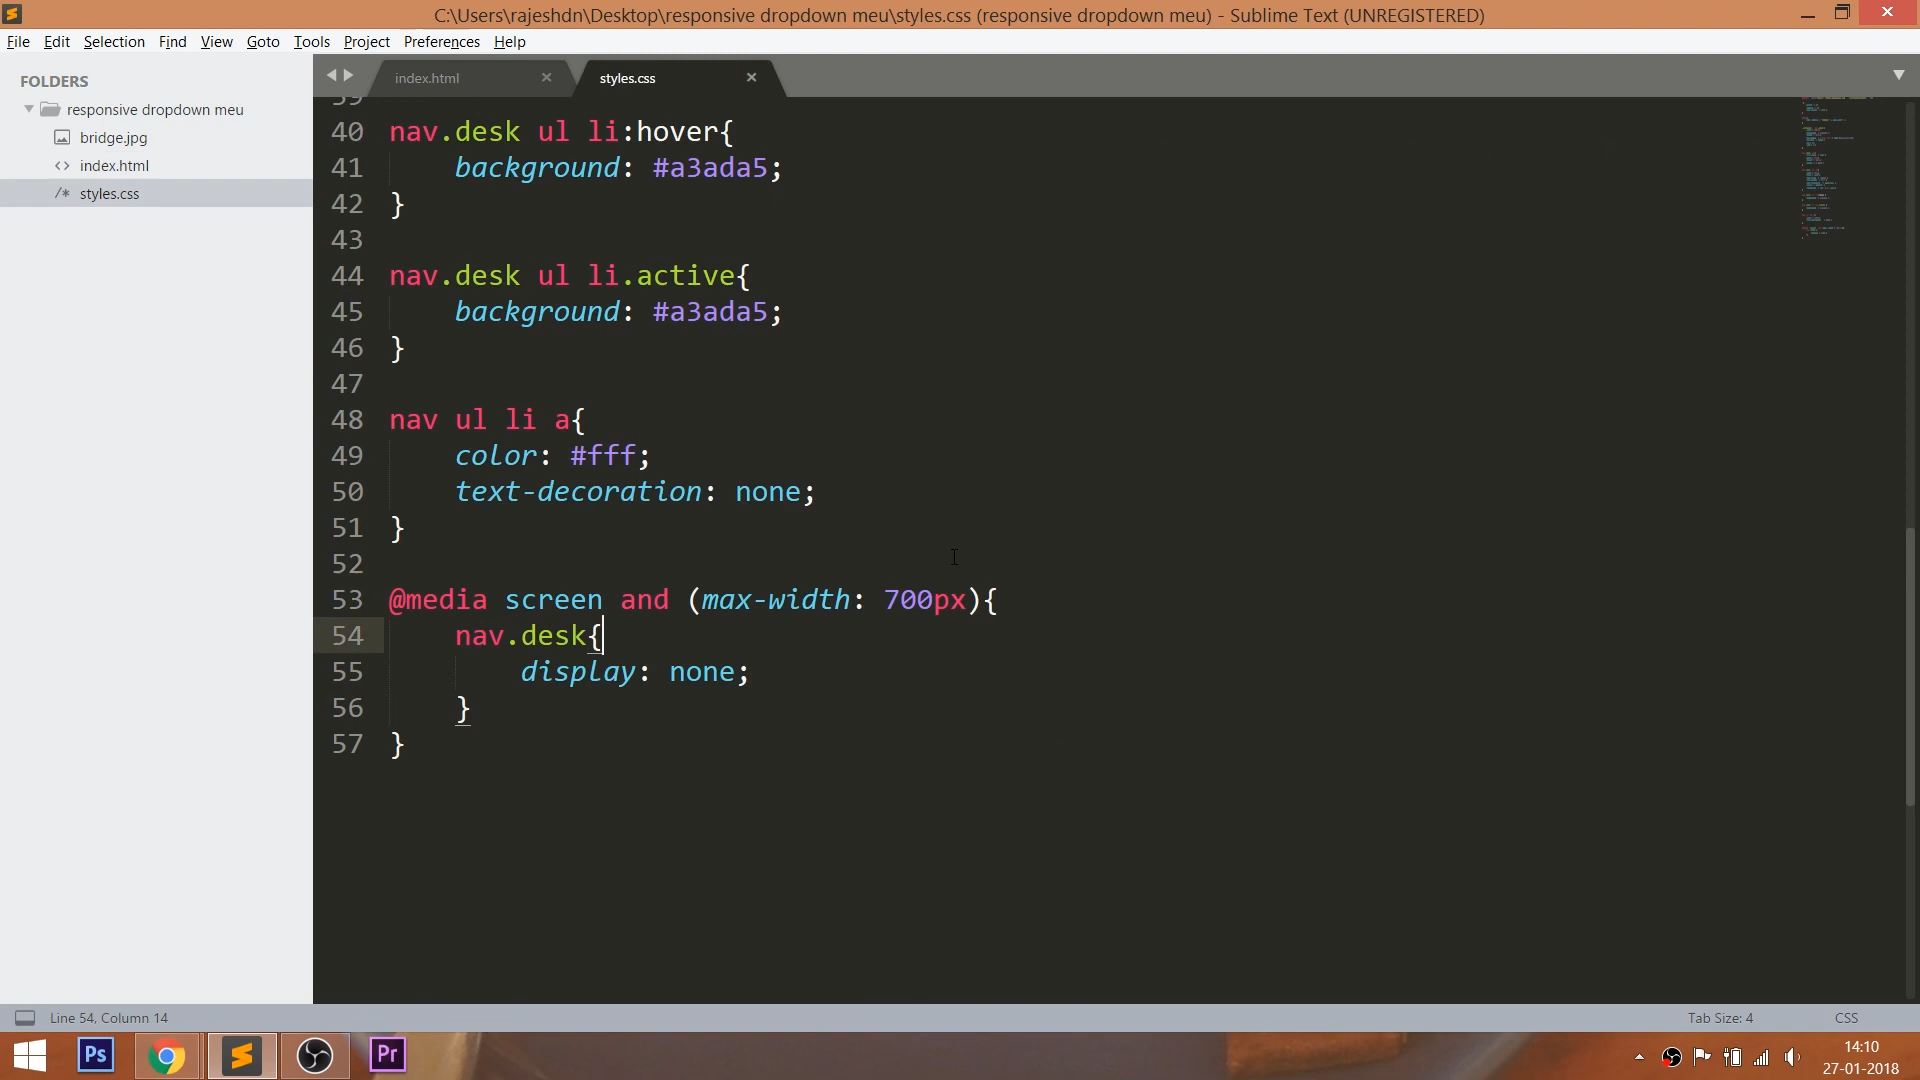 C:\Users\rajeshdn\Desktop\responsive dropdown meu\styles.css (responsive dropdown meu) - Sublime Text (UNREGISTERED)
File Edit Selection Find View Goto Tools Project Preferences Help
FOLDERS
responsive dropdown meu
bridge.jpg
<> index.html
/* styles.css
index.html
styles.css
39
40 nav.desk ul li:hover{
41 background: #a3ada5;
42 }
43
44 nav.desk ul li.active{
45 background: #a3ada5;
46 }
47
48 nav ul li a{
49 color: #fff;
50 text-decoration: none;
51 }
52
53 @media screen and (max-width: 700px){
54 nav.desk{
55 display: none;
56 }
57 }
Line 54, Column 14
Tab Size: 4
CSS
Ps
Pr
14:10
27-01-2018